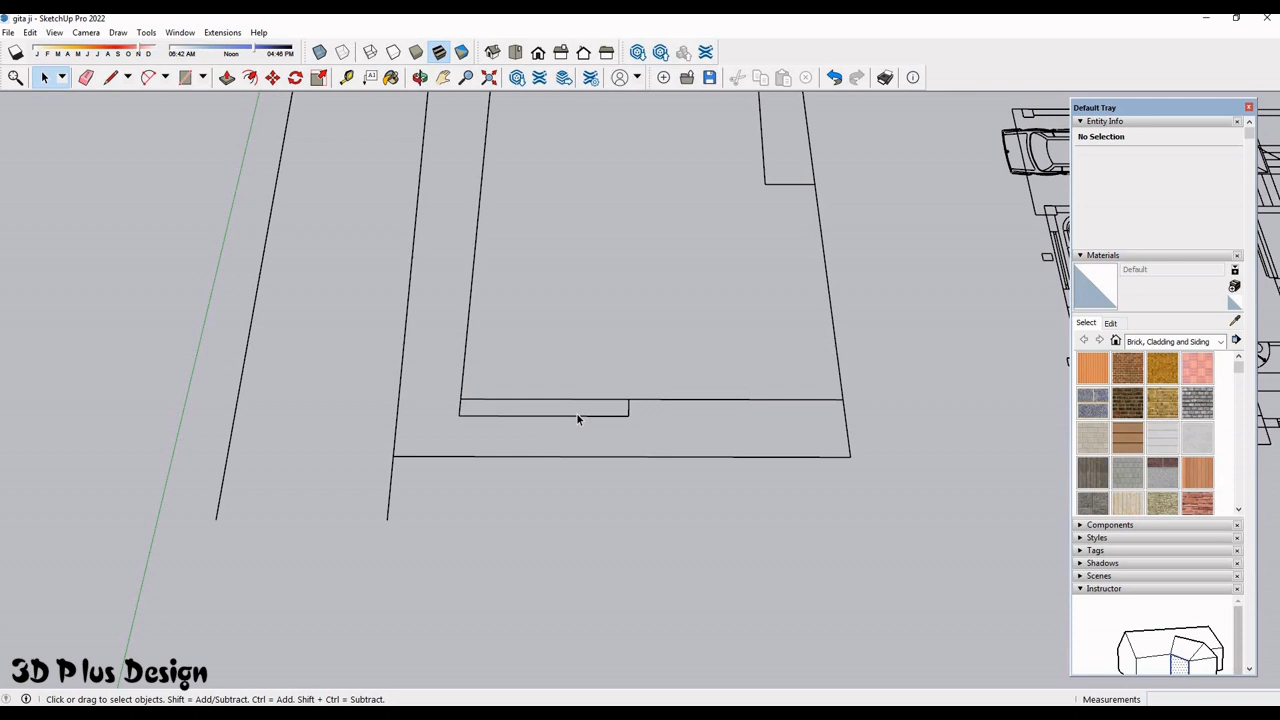 gita ji - SketchUp Pro 2022
File Edit View Camera Draw Tools Window Extensions Help
J F M A M J J A S O N D 06:42 AM Noon 04:46 PM
Default Tray
Entity Info
No Selection
Materials
Default
Select Edit
Brick, Cladding and Siding
Components
Styles
Tags
Shadows
Scenes
Instructor
3D Plus Design
Click or drag to select objects. Shift = Add/Subtract. Ctrl = Add. Shift + Ctrl = Subtract.
Measurements